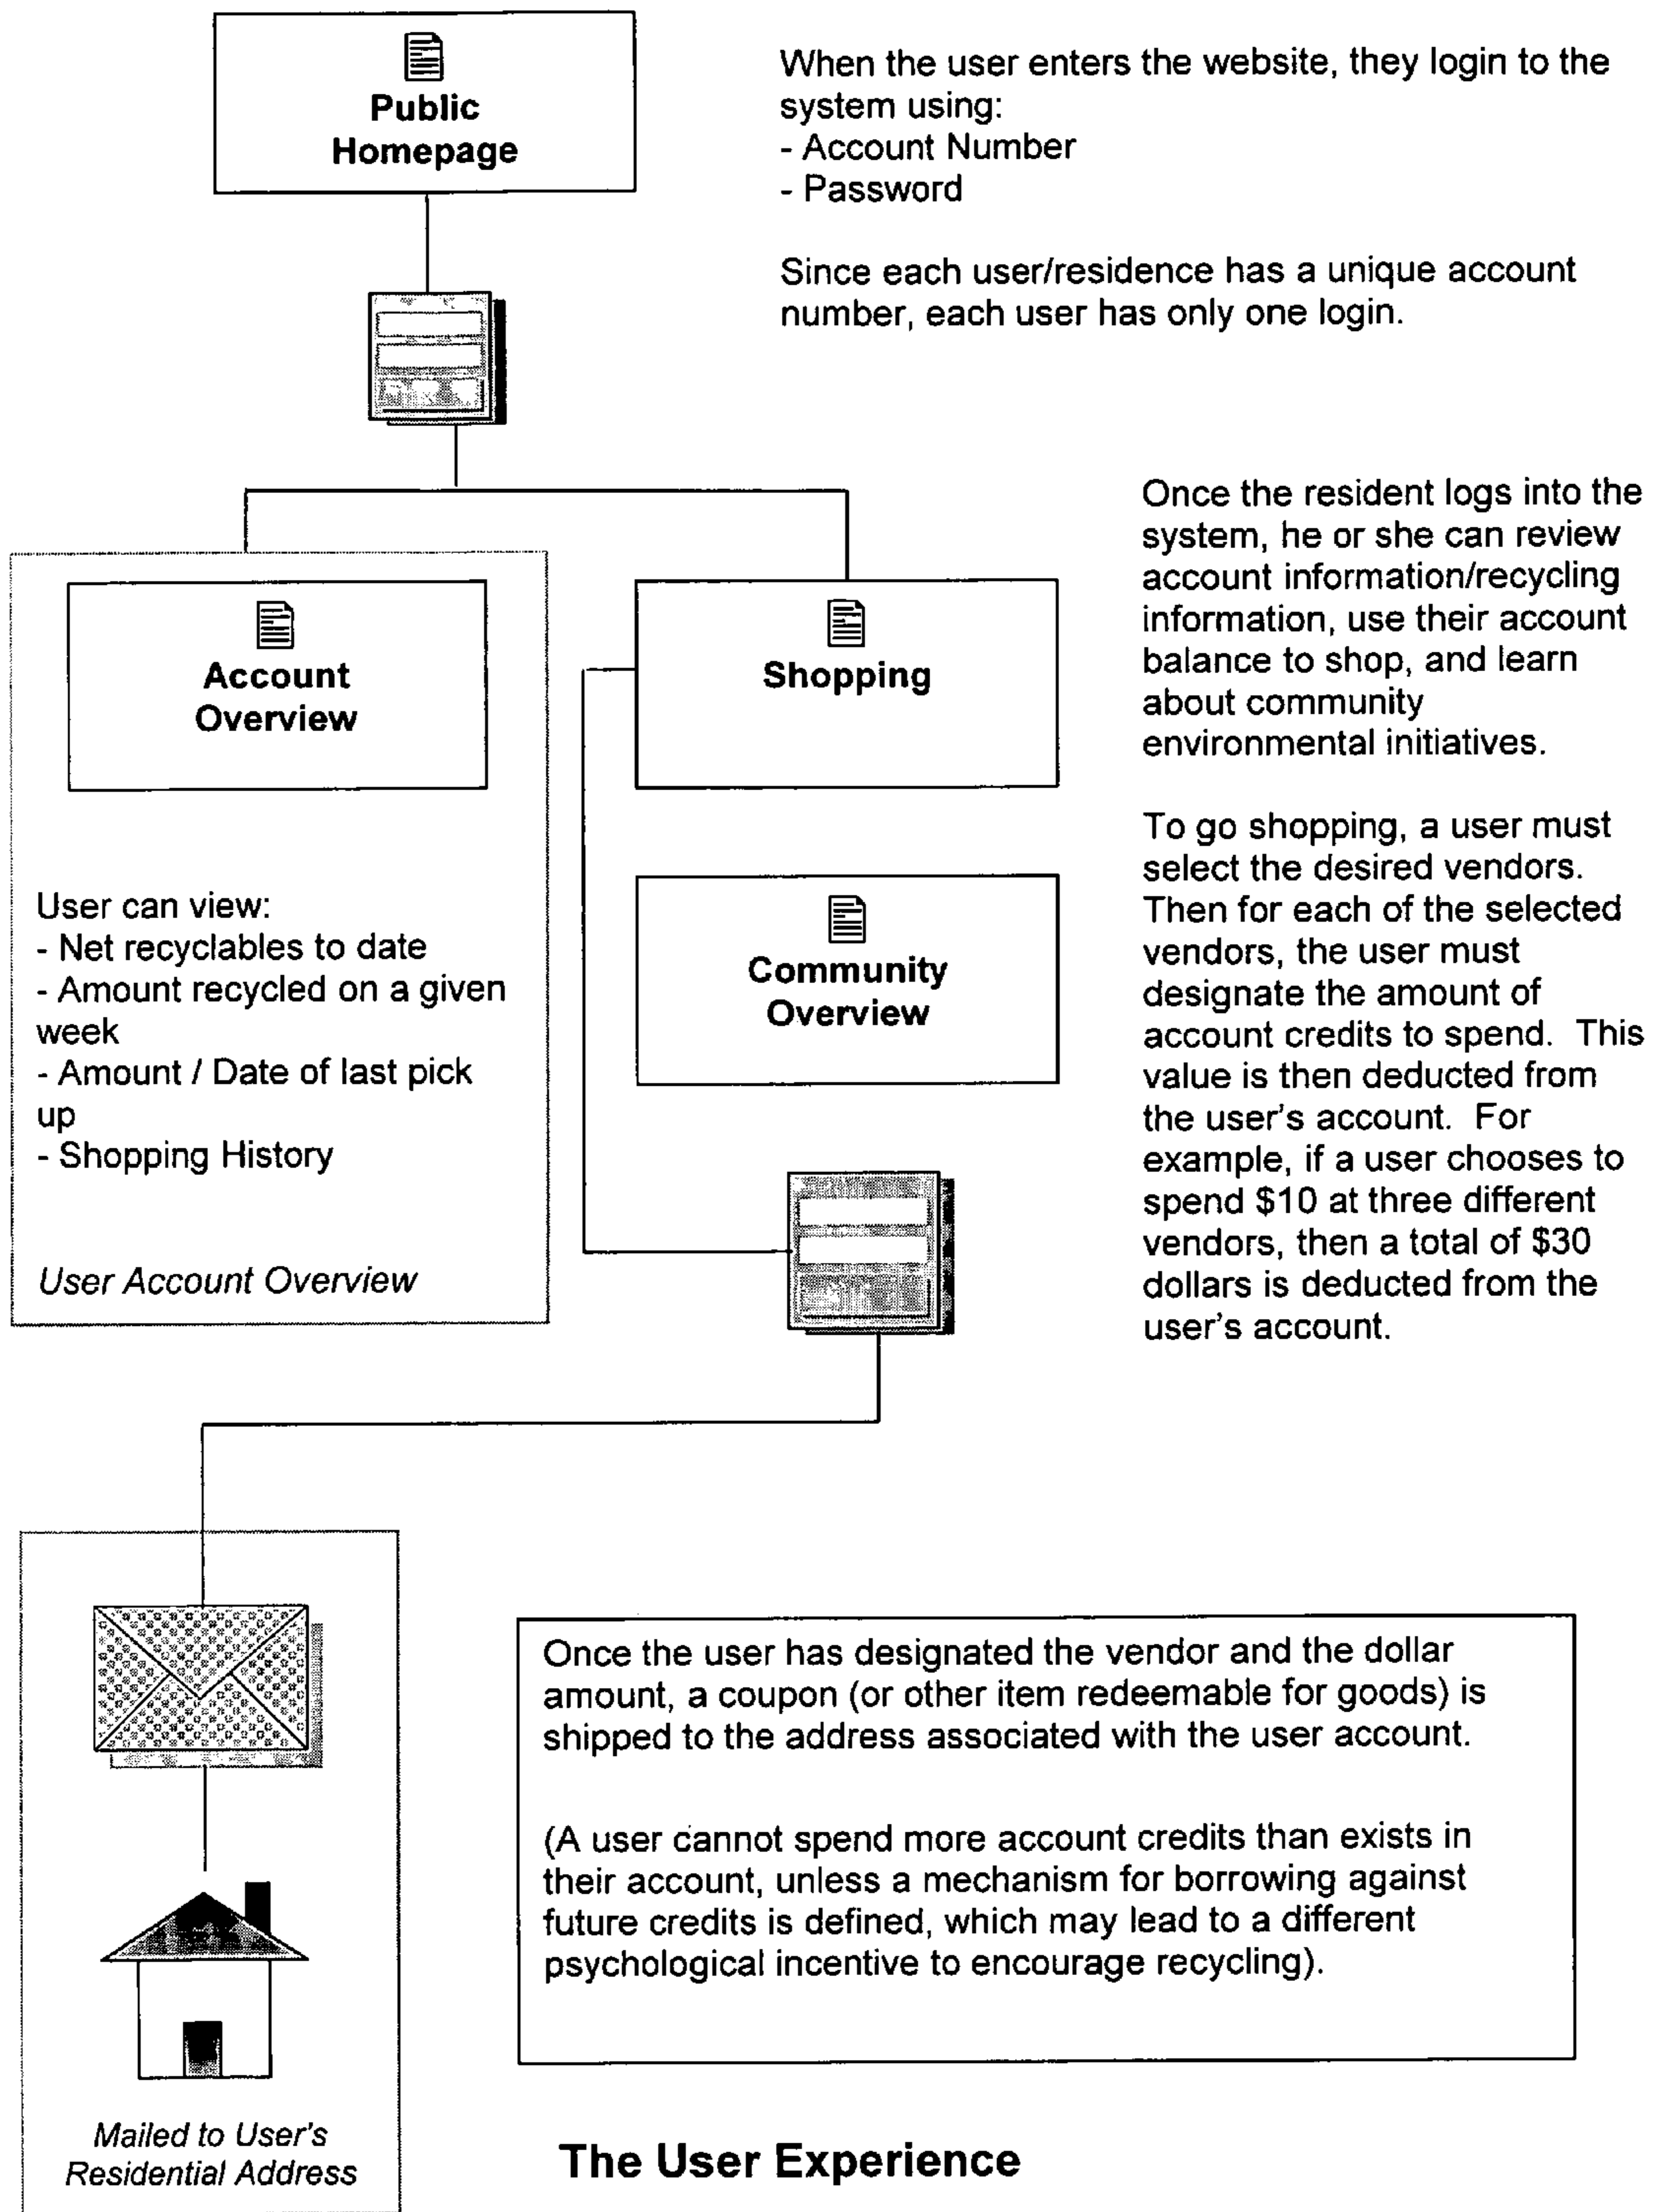 Public
Homepage
When the user enters the website, they login to the
system using:
- Account Number
- Password
Since each user/residence has a unique account
number, each user has only one login.
Account
Overview
User can view:
- Net recyclables to date
- Amount recycled on a given
week
- Amount / Date of last pick
up
- Shopping History
User Account Overview
Shopping
Community
Overview
Once the resident logs into the
system, he or she can review
account information/recycling
information, use their account
balance to shop, and learn
about community
environmental initiatives.
To go shopping, a user must
select the desired vendors.
Then for each of the selected
vendors, the user must
designate the amount of
account credits to spend.  This
value is then deducted from
the user's account.  For
example, if a user chooses to
spend $10 at three different
vendors, then a total of $30
dollars is deducted from the
user's account.
Mailed to User's
Residential Address
Once the user has designated the vendor and the dollar
amount, a coupon (or other item redeemable for goods) is
shipped to the address associated with the user account.
(A user cannot spend more account credits than exists in
their account, unless a mechanism for borrowing against
future credits is defined, which may lead to a different
psychological incentive to encourage recycling).
The User Experience